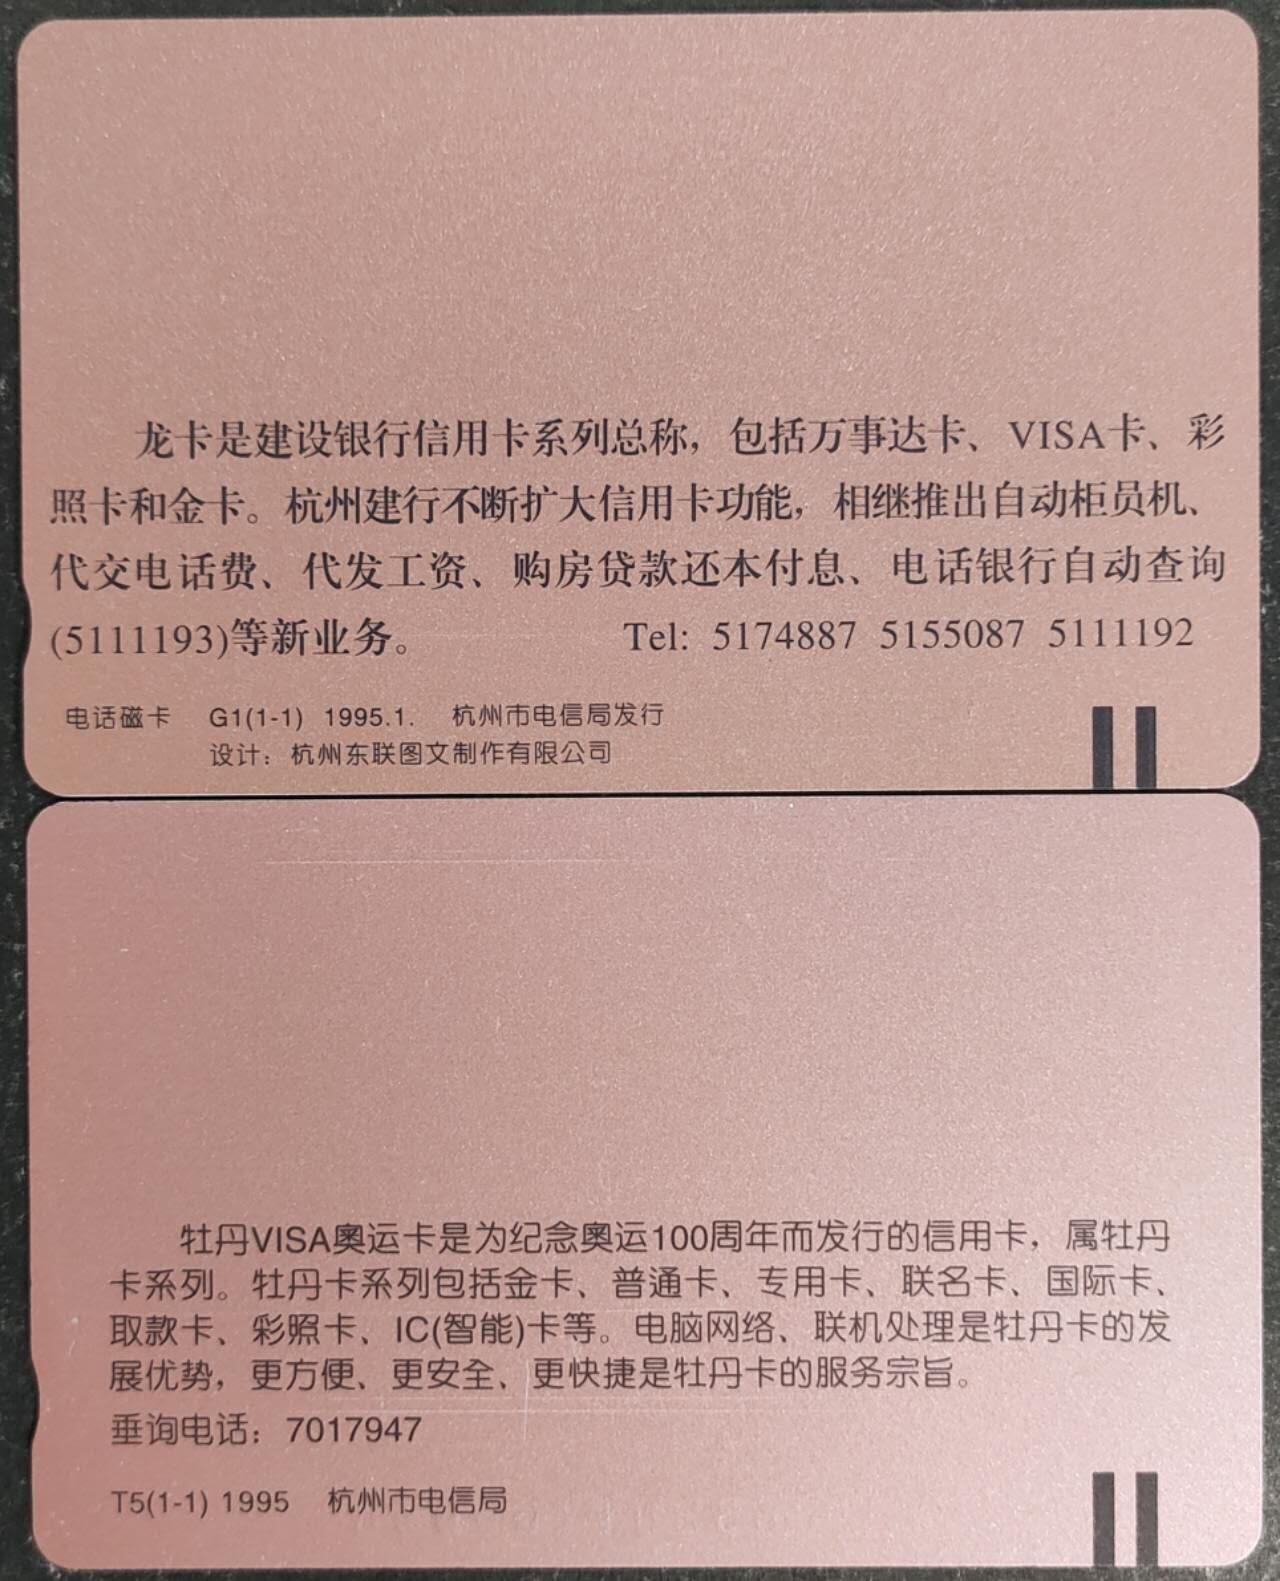 龙卡是建设银行信用卡系列总称，包括万事达卡、VISA卡、彩
照卡和金卡。杭州建行不断扩大信用卡功能，相继推出自动柜员机、
代交电话费、代发工资、购房贷款还本付息、电话银行自动查询
(5111193)等新业务。 Tel: 5174887 5155087 5111192
电话磁卡 G1(1-1) 1995.1. 杭州市电信局发行
设计：杭州东联图文制作有限公司
牡丹VISA奥运卡是为纪念奥运100周年而发行的信用卡，属牡丹
卡系列。牡丹卡系列包括金卡、普通卡、专用卡、联名卡、国际卡、
取款卡、彩照卡、IC(智能)卡等。电脑网络、联机处理是牡丹卡的发
展优势，更方便、更安全、更快捷是牡丹卡的服务宗旨。
垂询电话：7017947
T5(1-1) 1995 杭州市电信局